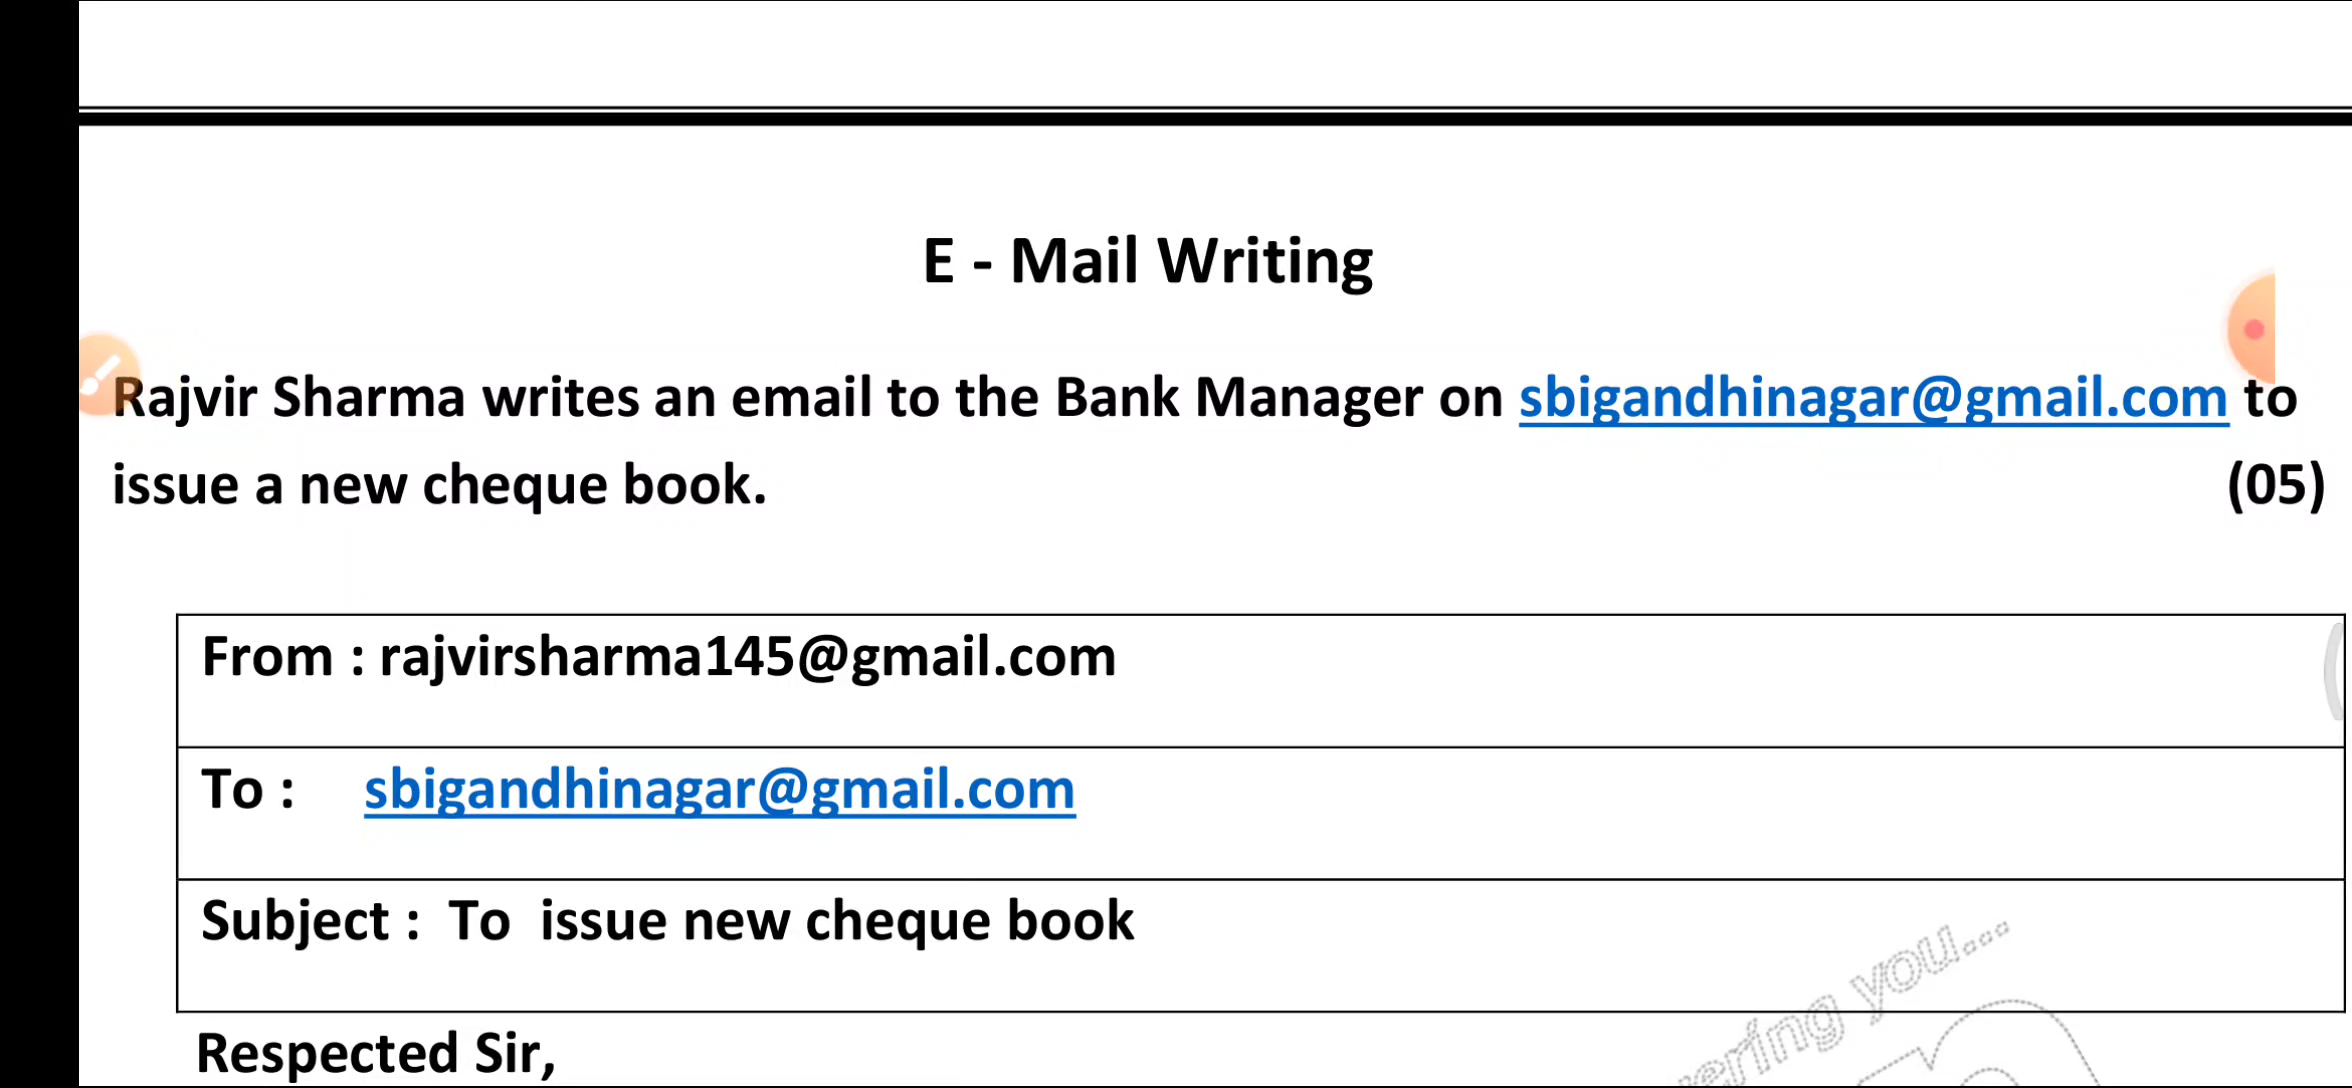 E - Mail Writing
Rajvir Sharma writes an email to the Bank Manager on sbigandhinagar@gmail.com to
issue a new cheque book. (05)
From : rajvirsharma145@gmail.com
To : sbigandhinagar@gmail.com
Subject : To issue new cheque book
you...
Respected Sir,